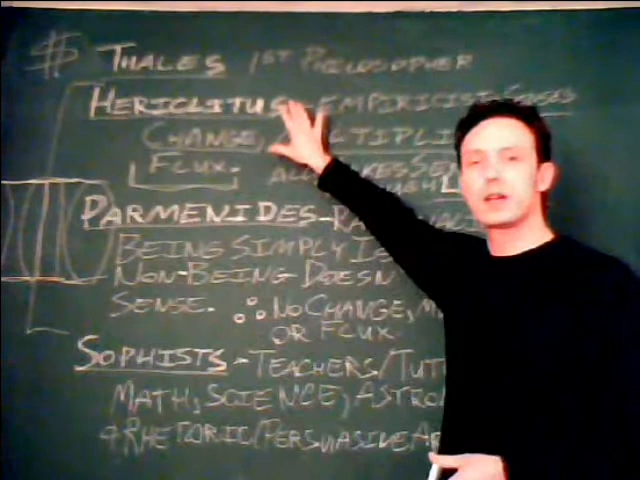 $ THALES 1ST PHILOSOPHER
HERICLITUS-EMPIRICIST-
CHANGE,
FLUX.
PARMENIDES-
BEING SIMPLY IS
NON-BEING DOESN
SENSE. ∴ NO CHANGE, M
OR FLUX
SOPHISTS-TEACHERS/TUT
MATH, SCIENCE, ASTRO
& RHETORIC/PERSUASIVE AR